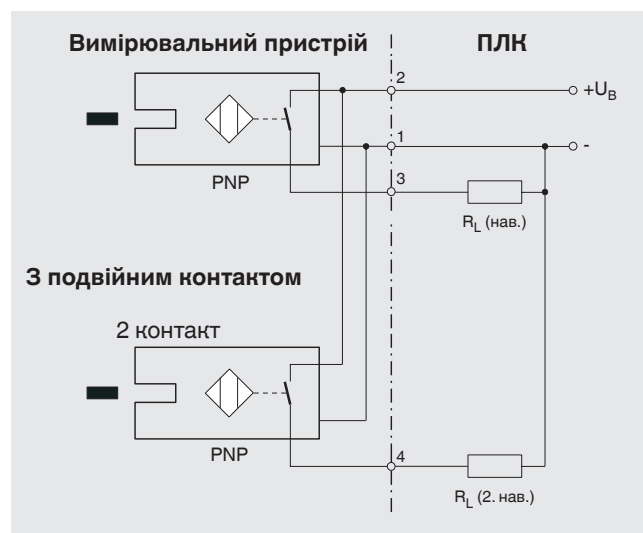 Вимірювальний пристрій
ПЛК
2
+U_B
1
-
PNP
3
R_L (нав.)
З подвійним контактом
2 контакт
PNP
4
R_L (2. нав.)